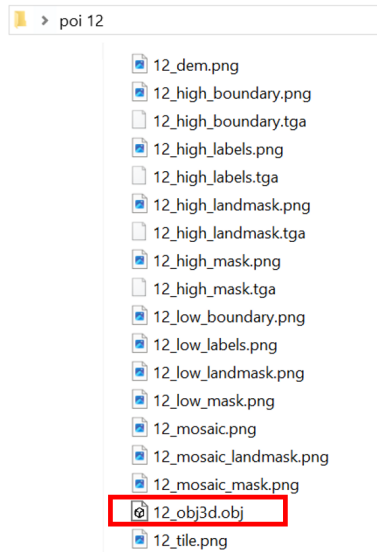 poi 12
12_dem.png
12_high_boundary.png
12_high_boundary.tga
12_high_labels.png
12_high_labels.tga
12_high_landmask.png
12_high_landmask.tga
12_high_mask.png
12_high_mask.tga
12_low_boundary.png
12_low_labels.png
12_low_landmask.png
12_low_mask.png
12_mosaic.png
12_mosaic_landmask.png
12_mosaic_mask.png
12_obj3d.obj
12_tile.png